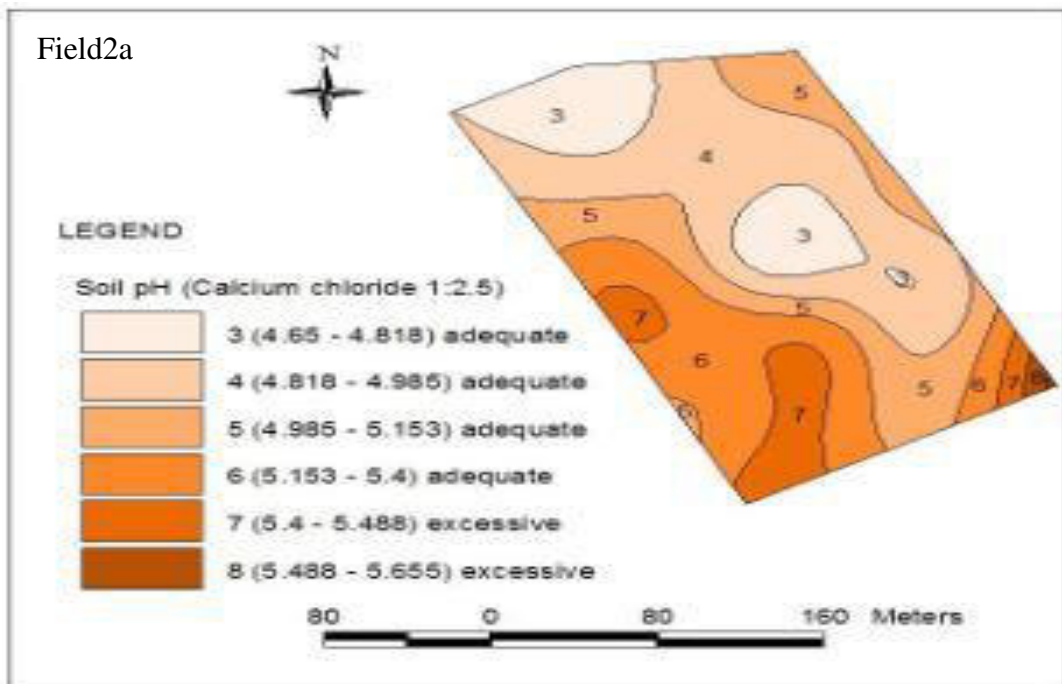 Field2a
N
3
5
4
5
3
3
7
5
6
7
5
6
7
8
LEGEND
Soil pH (Calcium chloride 1:2.5)
3 (4.65 - 4.818) adequate
4 (4.818 - 4.985) adequate
5 (4.985 - 5.153) adequate
6 (5.153 - 5.4) adequate
7 (5.4 - 5.488) excessive
8 (5.488 - 5.655) excessive
80 0 80 160 Meters